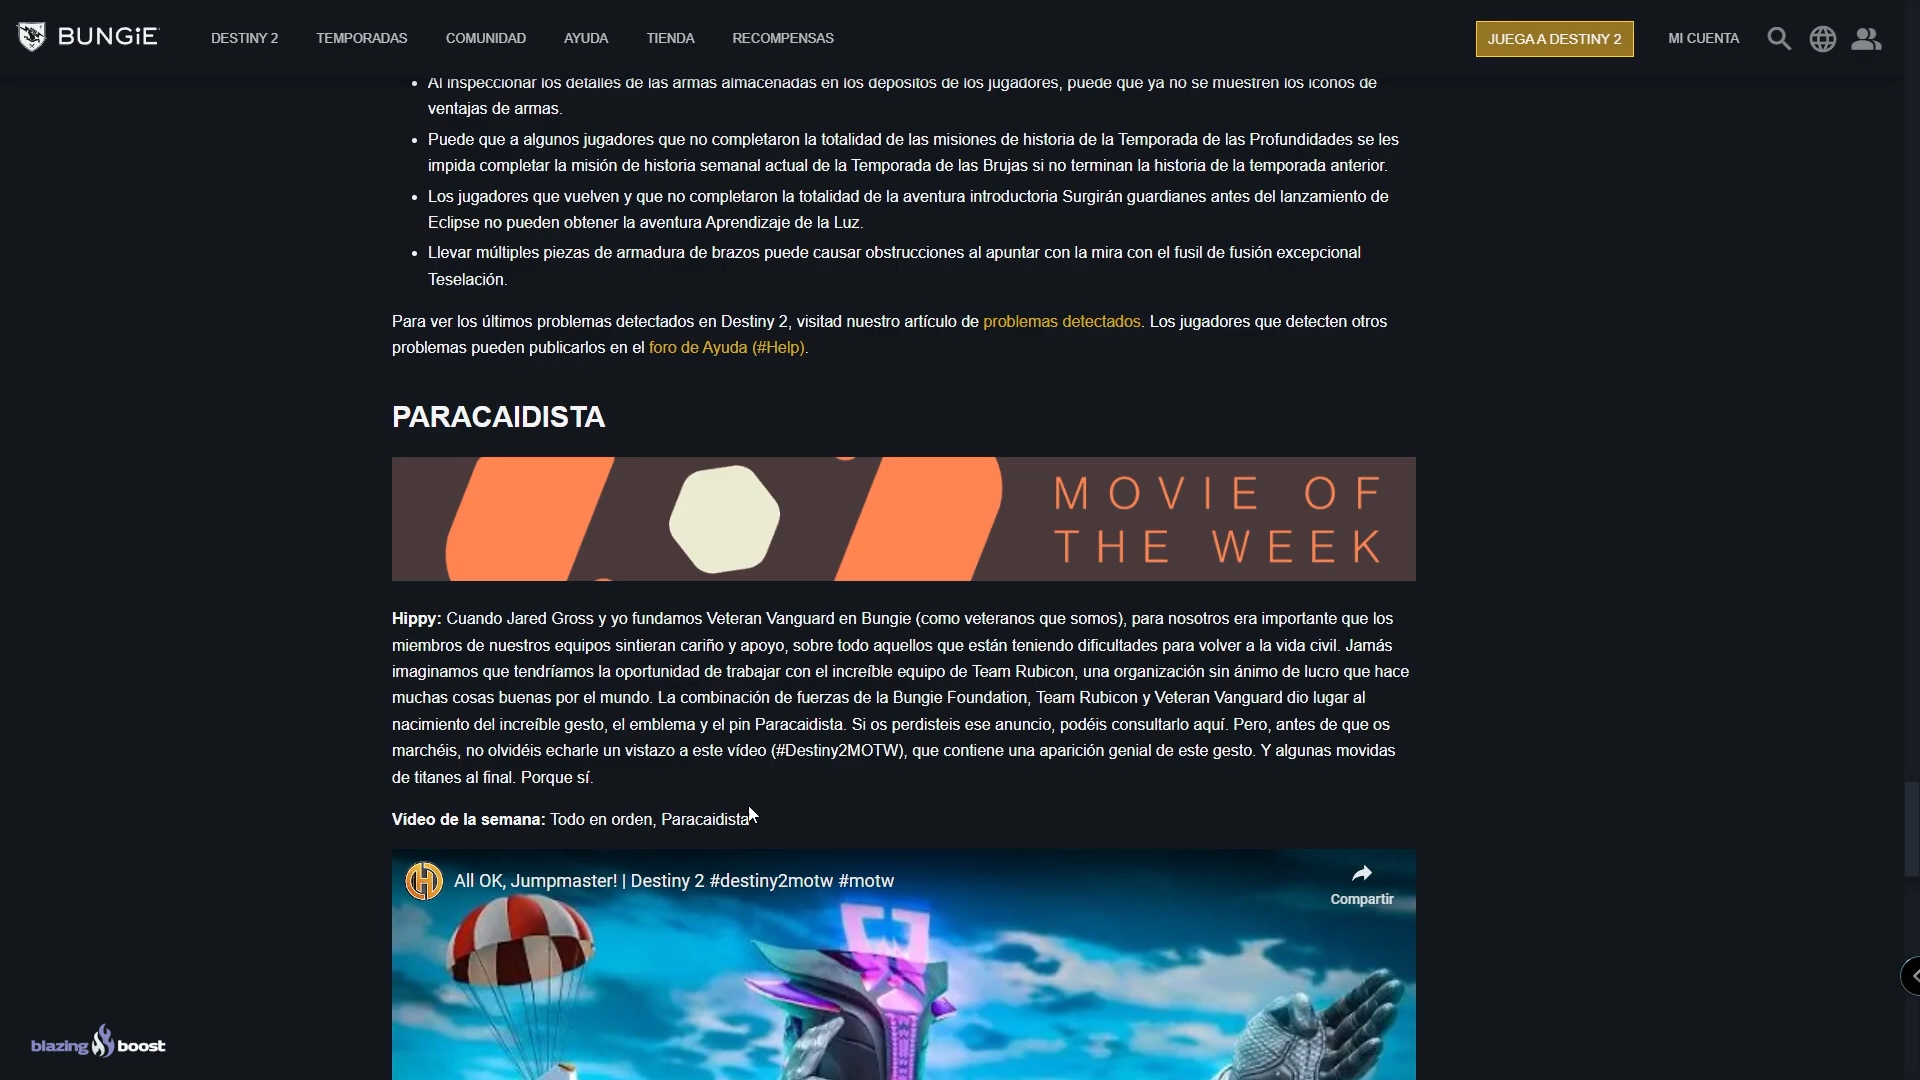 BUNGiE
DESTINY 2
TEMPORADAS
COMUNIDAD
AYUDA
TIENDA
RECOMPENSAS
JUEGA A DESTINY 2
MI CUENTA
• Al inspeccionar los detalles de las armas almacenadas en los depósitos de los jugadores, puede que ya no se muestren los iconos de
ventajas de armas.
• Puede que a algunos jugadores que no completaron la totalidad de las misiones de historia de la Temporada de las Profundidades se les
impida completar la misión de historia semanal actual de la Temporada de las Brujas si no terminan la historia de la temporada anterior.
• Los jugadores que vuelven y que no completaron la totalidad de la aventura introductoria Surgirán guardianes antes del lanzamiento de
Eclipse no pueden obtener la aventura Aprendizaje de la Luz.
• Llevar múltiples piezas de armadura de brazos puede causar obstrucciones al apuntar con la mira con el fusil de fusión excepcional
Teselación.
Para ver los últimos problemas detectados en Destiny 2, visitad nuestro artículo de problemas detectados. Los jugadores que detecten otros
problemas pueden publicarlos en el foro de Ayuda (#Help).
PARACAIDISTA
MOVIE OF
THE WEEK
Hippy: Cuando Jared Gross y yo fundamos Veteran Vanguard en Bungie (como veteranos que somos), para nosotros era importante que los
miembros de nuestros equipos sintieran cariño y apoyo, sobre todo aquellos que están teniendo dificultades para volver a la vida civil. Jamás
imaginamos que tendríamos la oportunidad de trabajar con el increíble equipo de Team Rubicon, una organización sin ánimo de lucro que hace
muchas cosas buenas por el mundo. La combinación de fuerzas de la Bungie Foundation, Team Rubicon y Veteran Vanguard dio lugar al
nacimiento del increíble gesto, el emblema y el pin Paracaidista. Si os perdisteis ese anuncio, podéis consultarlo aquí. Pero, antes de que os
marchéis, no olvidéis echarle un vistazo a este vídeo (#Destiny2MOTW), que contiene una aparición genial de este gesto. Y algunas movidas
de titanes al final. Porque sí.
Vídeo de la semana: Todo en orden, Paracaidista
All OK, Jumpmaster! | Destiny 2 #destiny2motw #motw
Compartir
blazing boost